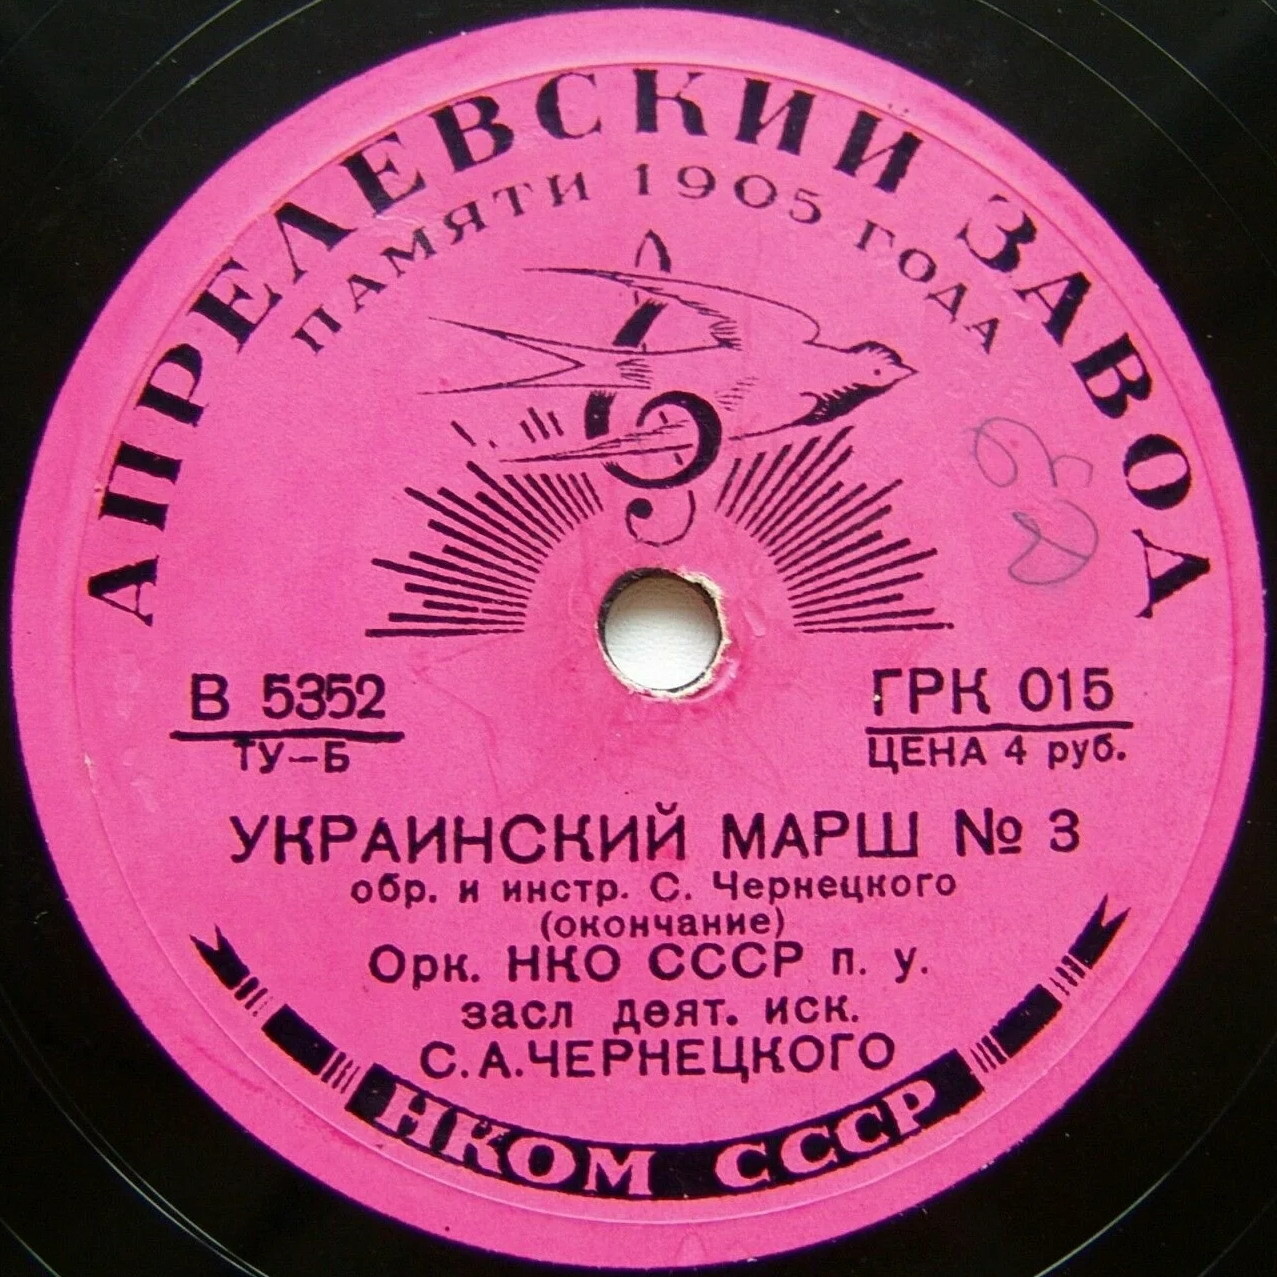 АПРЕЛЕВСКИЙ ЗАВОД
ПАМЯТИ 1905 ГОДА
В 5352
ТУ–Б
ГРК 015
ЦЕНА 4 руб.
УКРАИНСКИЙ МАРШ № 3
обр. и инстр. С. Чернецкого
(окончание)
Орк. НКО СССР п. у.
засл деят. иск.
С.А.ЧЕРНЕЦКОГО
НКОМ СССР